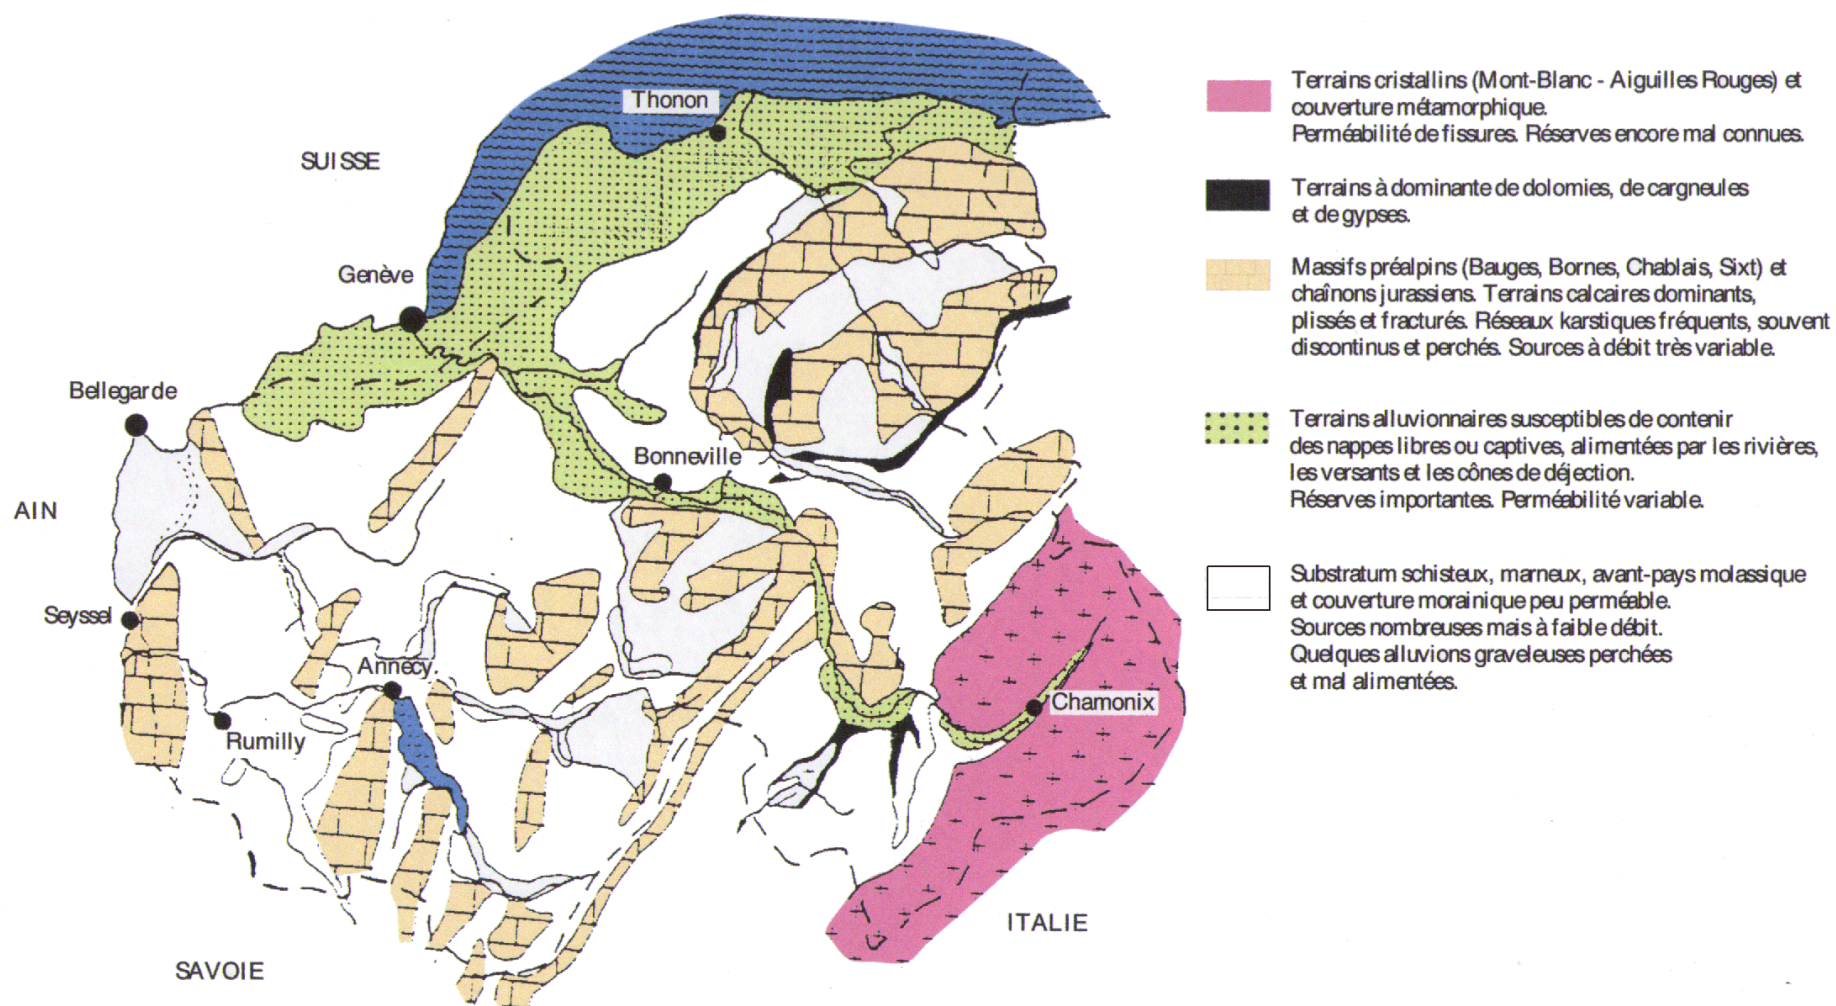 Thonon
SUISSE
Genève
Bellegarde
Bonneville
AIN
Seyssel
Annecy
Rumilly
Chamonix
ITALIE
SAVOIE
Terrains cristallins (Mont-Blanc - Aiguilles Rouges) et
couverture métamorphique.
Perméabilité de fissures. Réserves encore mal connues.
Terrains à dominante de dolomies, de cargneules
et de gypses.
Massifs préalpins (Bauges, Bornes, Chablais, Sixt) et
chaînons jurassiens. Terrains calcaires dominants,
plissés et fracturés. Réseaux karstiques fréquents, souvent
discontinus et perchés. Sources à débit très variable.
Terrains alluvionnaires susceptibles de contenir
des nappes libres ou captives, alimentées par les rivières,
les versants et les cônes de déjection.
Réserves importantes. Perméabilité variable.
Substratum schisteux, marneux, avant-pays molassique
et couverture morainique peu perméable.
Sources nombreuses mais à faible débit.
Quelques alluvions graveleuses perchées
et mal alimentées.